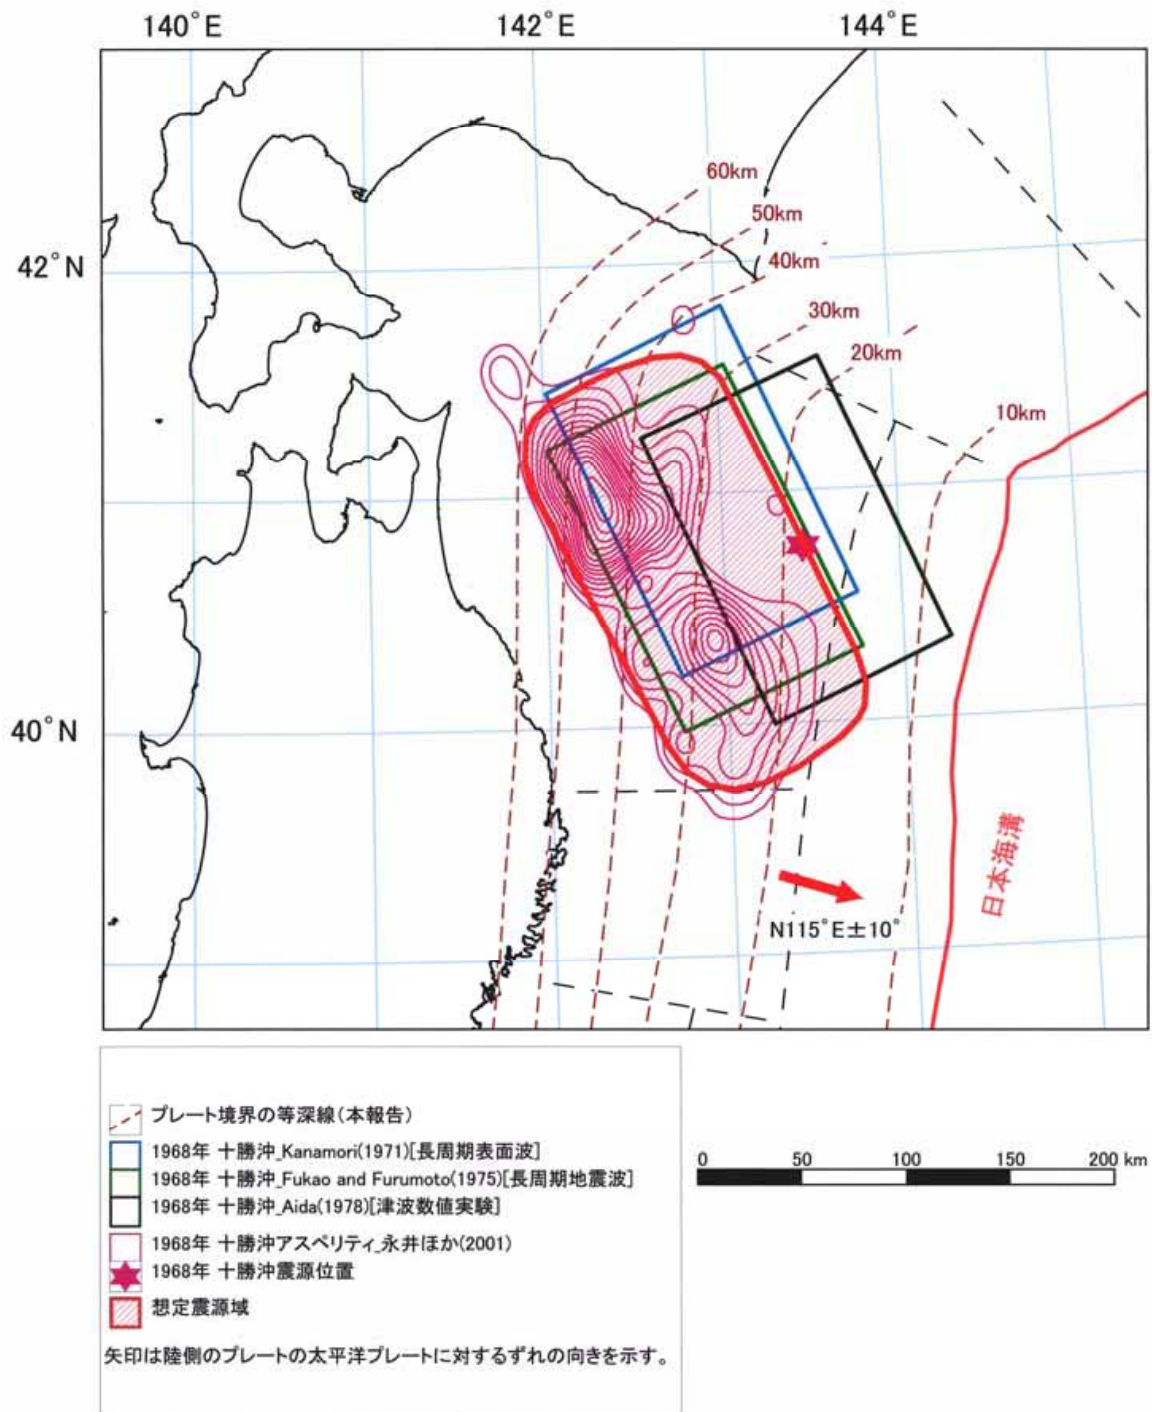 140°E 142°E 144°E
60km
50km
42°N
40km
30km
20km
10km
40°N
日本海溝
N115°E±10°
プレート境界の等深線(本報告)
1968年 十勝沖_Kanamori(1971)[長周期表面波]
1968年 十勝沖_Fukao and Furumoto(1975)[長周期地震波]
1968年 十勝沖_Aida(1978)[津波数値実験]
1968年 十勝沖アスペリティ_永井ほか(2001)
1968年 十勝沖震源位置
想定震源域
矢印は陸側のプレートの太平洋プレートに対するずれの向きを示す。
0 50 100 150 200 km